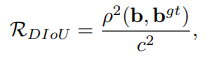 \mathcal{R}_{DIoU} = \frac{\rho^2(\mathbf{b}, \mathbf{b}^{gt})}{c^2},